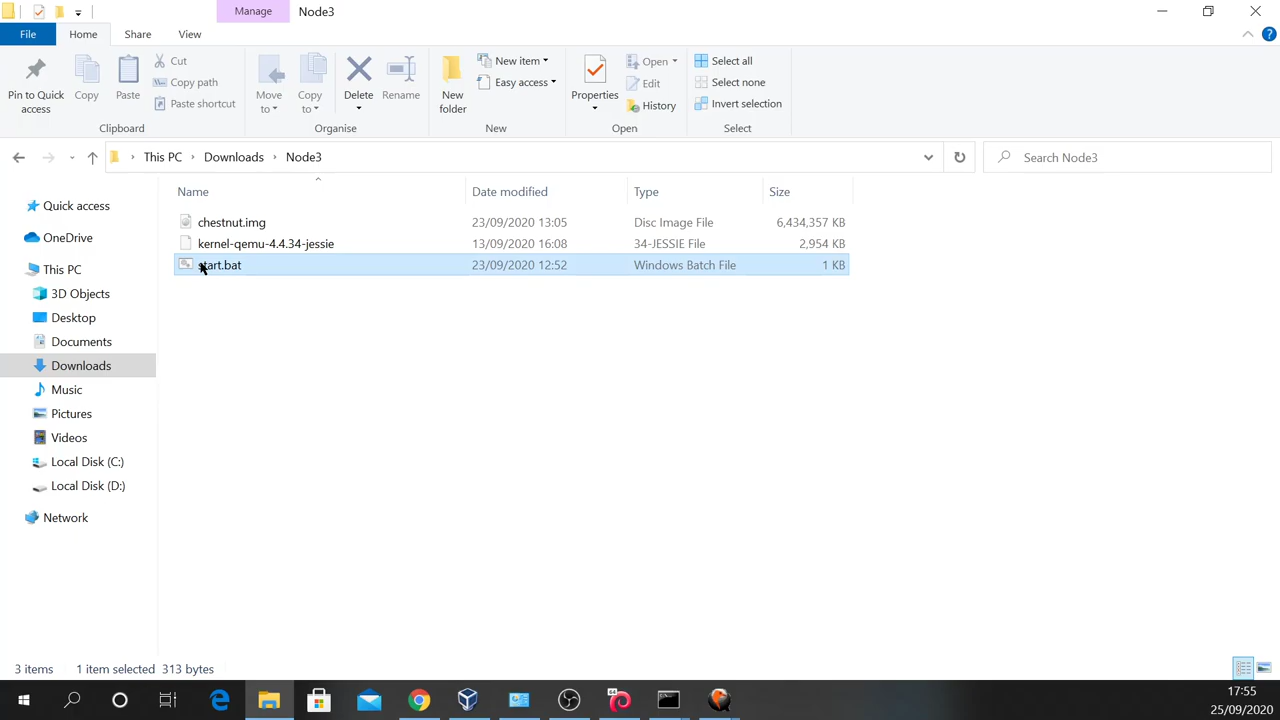 Manage
Node3
File
Home
Share
View
Pin to Quick access
Copy
Paste
Cut
Copy path
Paste shortcut
Clipboard
Move to
Copy to
Delete
Rename
Organise
New folder
New item
Easy access
New
Properties
Open
Edit
History
Open
Select all
Select none
Invert selection
Select
This PC > Downloads > Node3
Search Node3
Name Date modified Type Size
chestnut.img 23/09/2020 13:05 Disc Image File 6,434,357 KB
kernel-qemu-4.4.34-jessie 13/09/2020 16:08 34-JESSIE File 2,954 KB
start.bat 23/09/2020 12:52 Windows Batch File 1 KB
Quick access
OneDrive
This PC
3D Objects
Desktop
Documents
Downloads
Music
Pictures
Videos
Local Disk (C:)
Local Disk (D:)
Network
3 items 1 item selected 313 bytes
64
17:55
25/09/2020